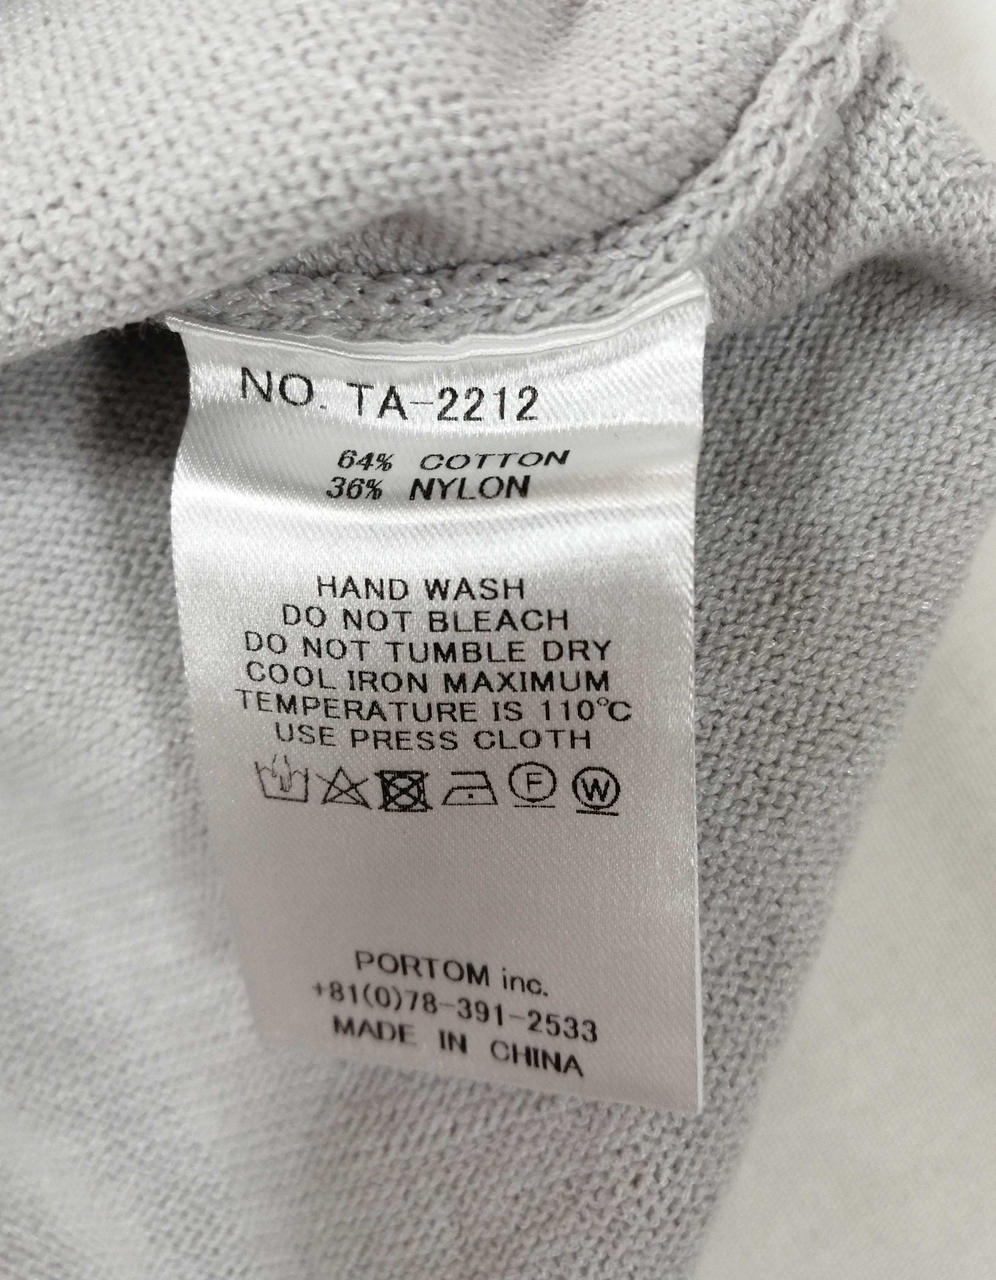 NO. TA-2212
64% COTTON
36% NYLON
HAND WASH
DO NOT BLEACH
DO NOT TUMBLE DRY
COOL IRON MAXIMUM
TEMPERATURE IS 110°C
USE PRESS CLOTH
F W
PORTOM inc.
+81(0)78-391-2533
MADE IN CHINA